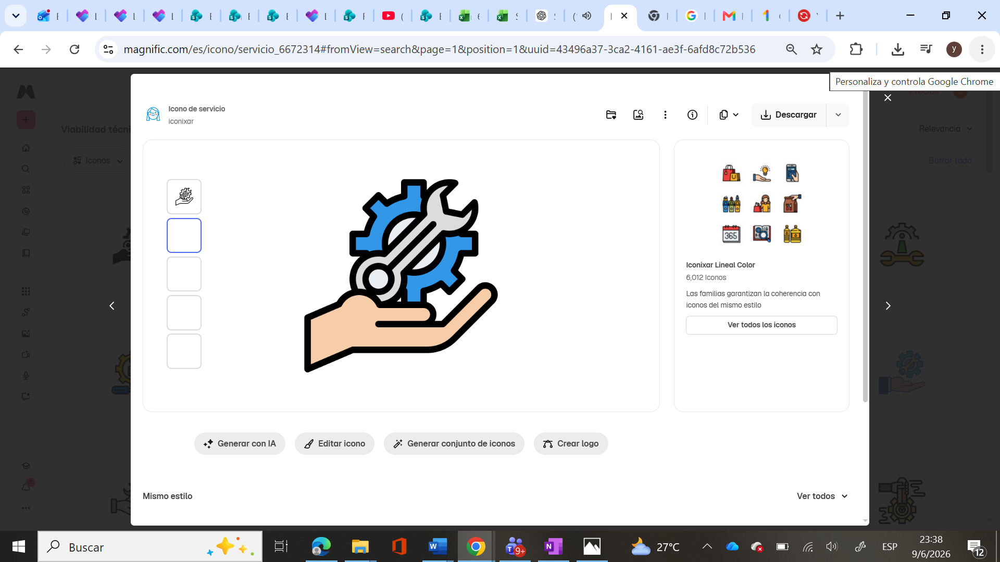 magnific.com/es/icono/servicio_6672314#fromView=search&page=1&position=1&uuid=43496a37-3ca2-4161-ae3f-6afd8c72b536
y
Personaliza y controla Google Chrome
Precios
Icono de servicio
iconixar
Descargar
Viabilidad técni
Relevancia
Iconos
Borrar todo
365
Iconixar Lineal Color
6,012 Iconos
Las familias garantizan la coherencia con
iconos del mismo estilo
Ver todos los iconos
Generar con IA
Editar icono
Generar conjunto de iconos
Crear logo
Mismo estilo
Ver todos
Buscar
9+
27°C
ESP
23:38
9/6/2026
12